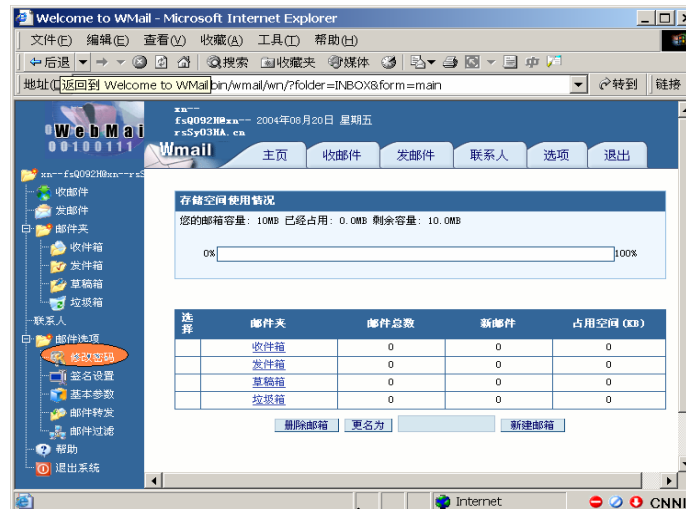 Welcome to WMail - Microsoft Internet Explorer
文件(F) 编辑(E) 查看(V) 收藏(A) 工具(T) 帮助(H)
后退 搜索 收藏夹 媒体
地址(D) 返回到 Welcome to WMail bin/wmail/wn/?folder=INBOX&form=main 转到 链接
WebMai
00100111
xn--
fsQ092H@xn-- 2004年08月20日 星期五
rsSy03HA.cn
Wmail 主页 收邮件 发邮件 联系人 选项 退出
xn--fsQ092H@xn--rsS
收邮件
发邮件
邮件夹
收件箱
发件箱
草稿箱
垃圾箱
联系人
邮件选项
修改密码
签名设置
基本参数
邮件转发
邮件过滤
帮助
退出系统
存储空间使用情况
您的邮箱容量: 10MB 已经占用: 0.0MB 剩余容量: 10.0MB
0% 100%
选择 邮件夹 邮件总数 新邮件 占用空间(KB)
收件箱 0 0 0
发件箱 0 0 0
草稿箱 0 0 0
垃圾箱 0 0 0
删除邮箱 更名为 新建邮箱
Internet
CNNI